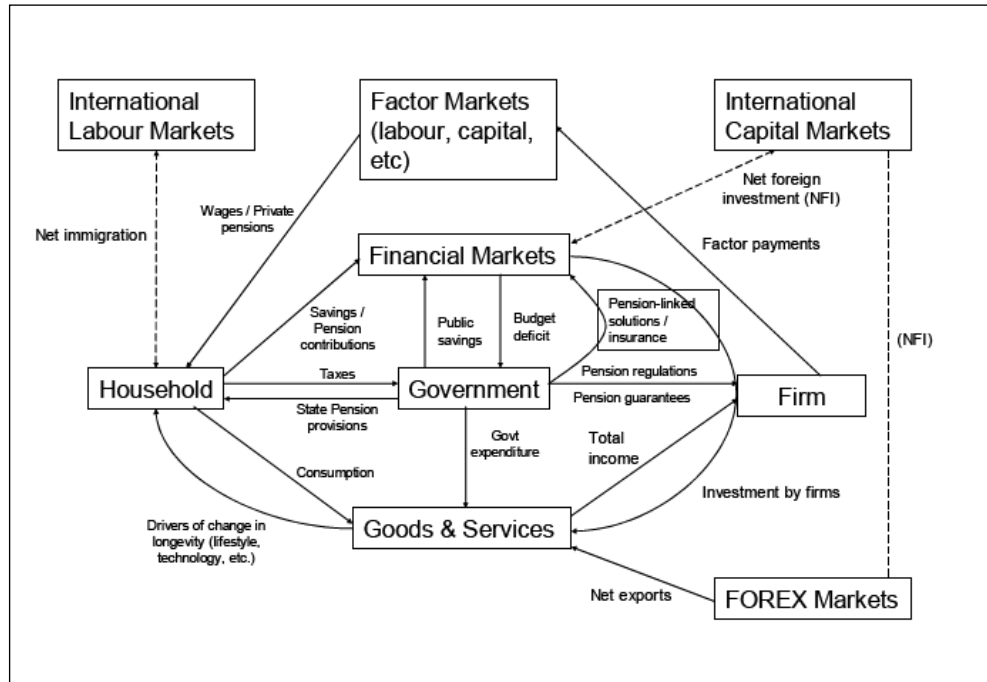 International
Labour Markets
Factor Markets
(labour, capital,
etc)
International
Capital Markets
Net foreign
investment (NFI)
Wages / Private
pensions
Net immigration
Factor payments
Financial Markets
Savings /
Pension
contributions
Public
savings
Budget
deficit
Pension-linked
solutions /
insurance
(NFI)
Taxes
Pension regulations
Household
Government
Firm
State Pension
provisions
Pension guarantees
Govt
expenditure
Total
income
Consumption
Investment by firms
Drivers of change in
longevity (lifestyle,
technology, etc.)
Goods & Services
Net exports
FOREX Markets